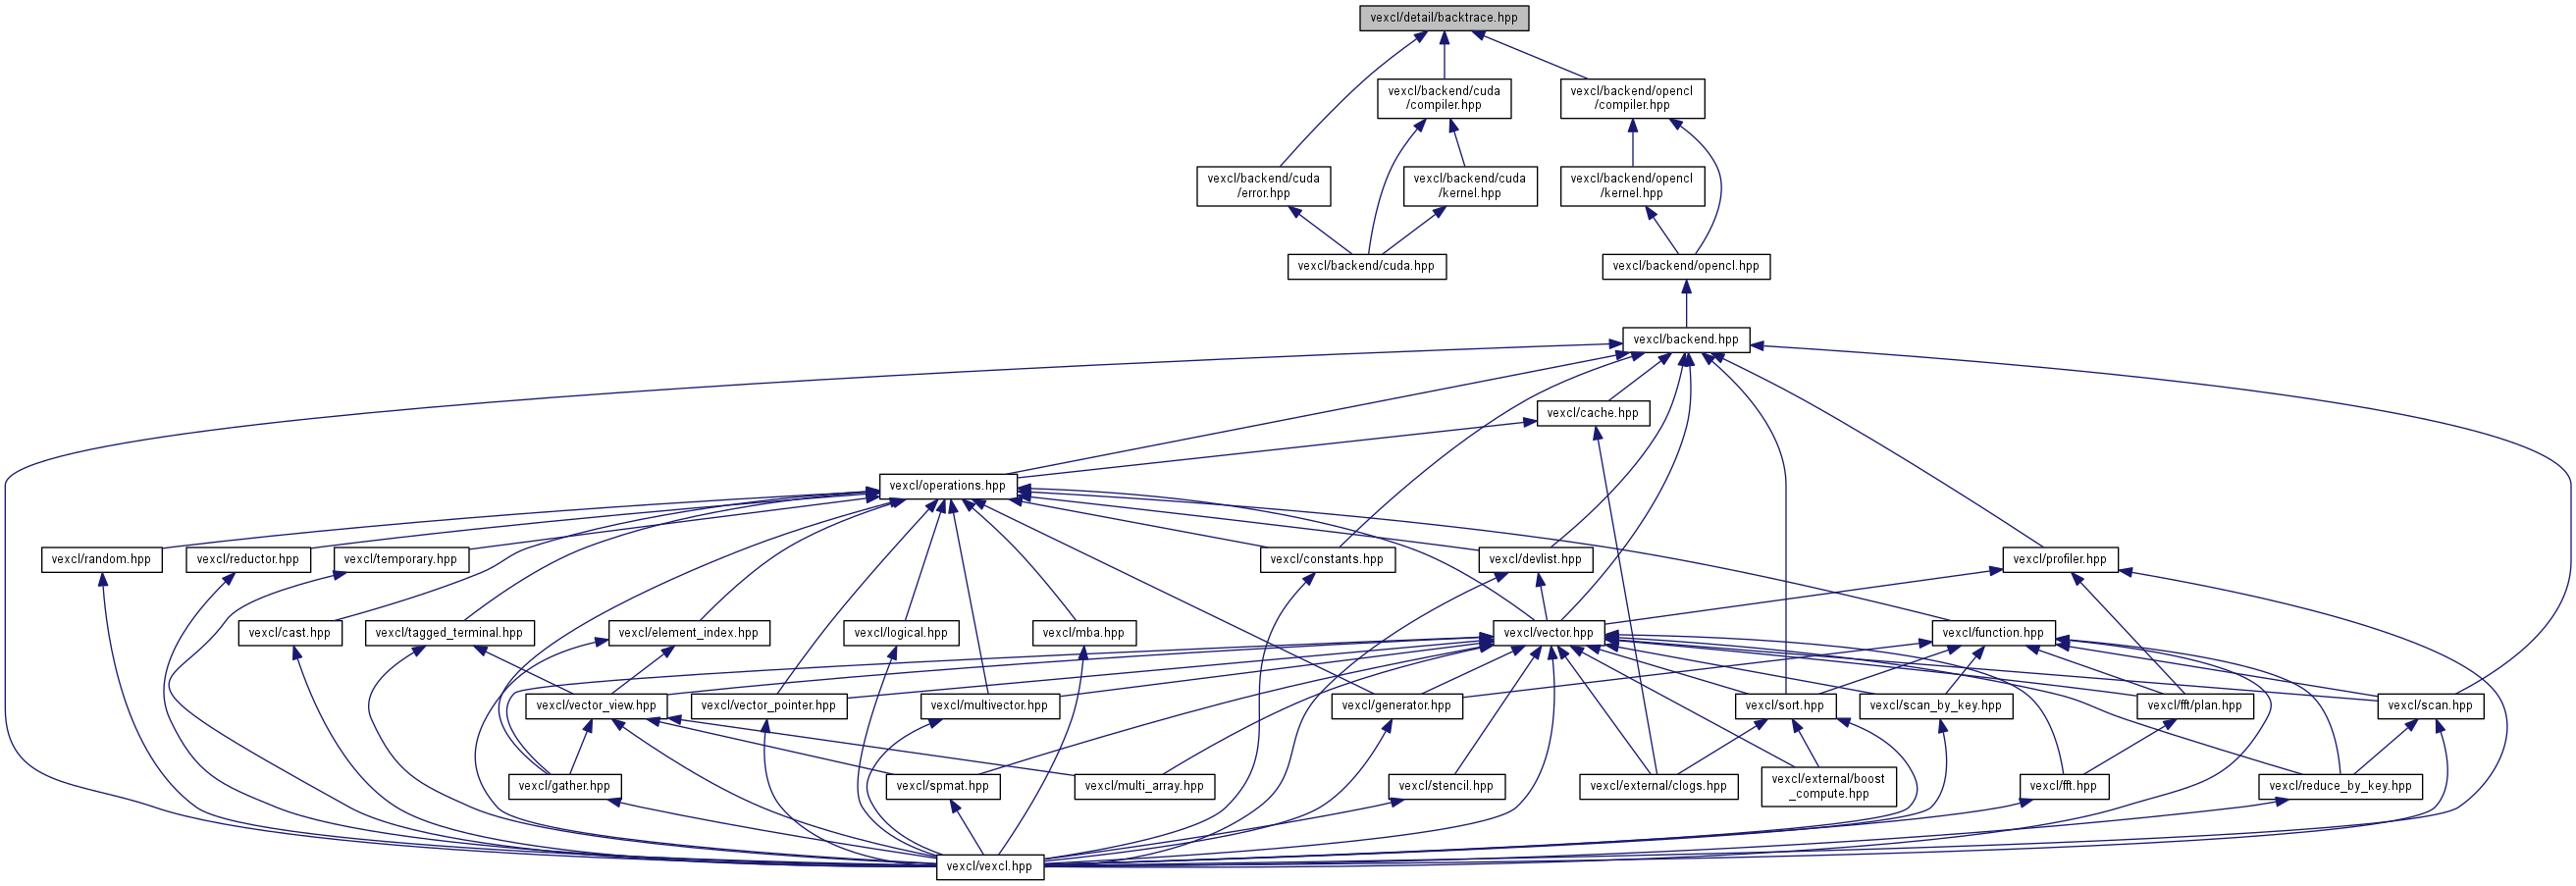 vexcl/detail/backtrace.hpp
vexcl/backend/cuda
/compiler.hpp
vexcl/backend/opencl
/compiler.hpp
vexcl/backend/cuda
/error.hpp
vexcl/backend/cuda
/kernel.hpp
vexcl/backend/opencl
/kernel.hpp
vexcl/backend/cuda.hpp
vexcl/backend/opencl.hpp
vexcl/backend.hpp
vexcl/cache.hpp
vexcl/operations.hpp
vexcl/random.hpp
vexcl/reductor.hpp
vexcl/temporary.hpp
vexcl/constants.hpp
vexcl/devlist.hpp
vexcl/profiler.hpp
vexcl/cast.hpp
vexcl/tagged_terminal.hpp
vexcl/element_index.hpp
vexcl/logical.hpp
vexcl/mba.hpp
vexcl/vector.hpp
vexcl/function.hpp
vexcl/vector_view.hpp
vexcl/vector_pointer.hpp
vexcl/multivector.hpp
vexcl/generator.hpp
vexcl/sort.hpp
vexcl/scan_by_key.hpp
vexcl/fft/plan.hpp
vexcl/scan.hpp
vexcl/gather.hpp
vexcl/spmat.hpp
vexcl/multi_array.hpp
vexcl/stencil.hpp
vexcl/external/clogs.hpp
vexcl/external/boost
_compute.hpp
vexcl/fft.hpp
vexcl/reduce_by_key.hpp
vexcl/vexcl.hpp